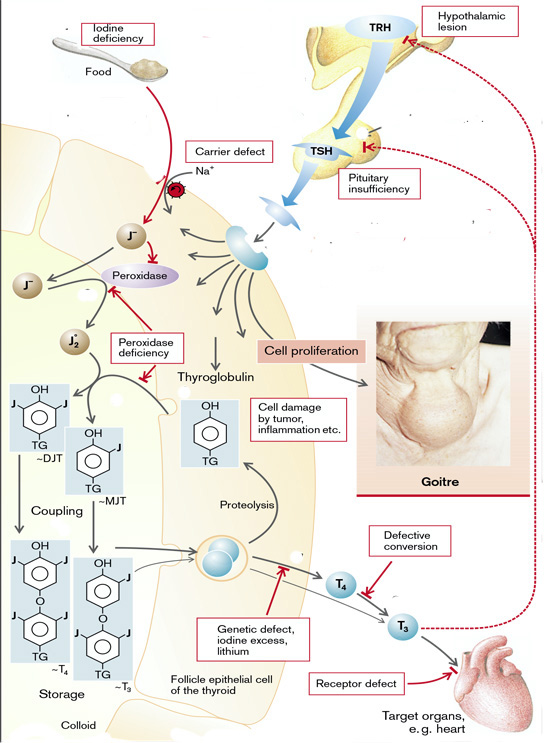 Iodine
deficiency
Food
TRH
Hypothalamic
lesion
Carrier defect
Na⁺
TSH
Pituitary
insufficiency
J⁻
Peroxidase
J⁻
J₂°
Peroxidase
deficiency
Cell proliferation
Thyroglobulin
Goitre
OH
J J
TG
~DJT
OH
J
TG
~MJT
OH
TG
Cell damage
by tumor,
inflammation etc.
Coupling
Proteolysis
Defective
conversion
OH
J J
O
J J
TG
~T₄
OH
J
O
J J
TG
~T₃
T₄
T₃
Genetic defect,
iodine excess,
lithium
Storage
Follicle epithelial cell
of the thyroid
Receptor defect
Colloid
Target organs,
e. g. heart